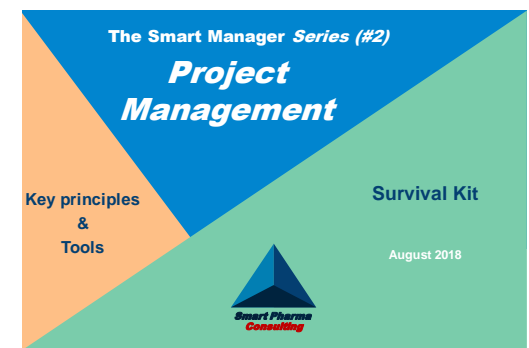 The Smart Manager Series (#2)
Project
Management
Key principles
&
Tools
Survival Kit
August 2018
Smart Pharma
Consulting